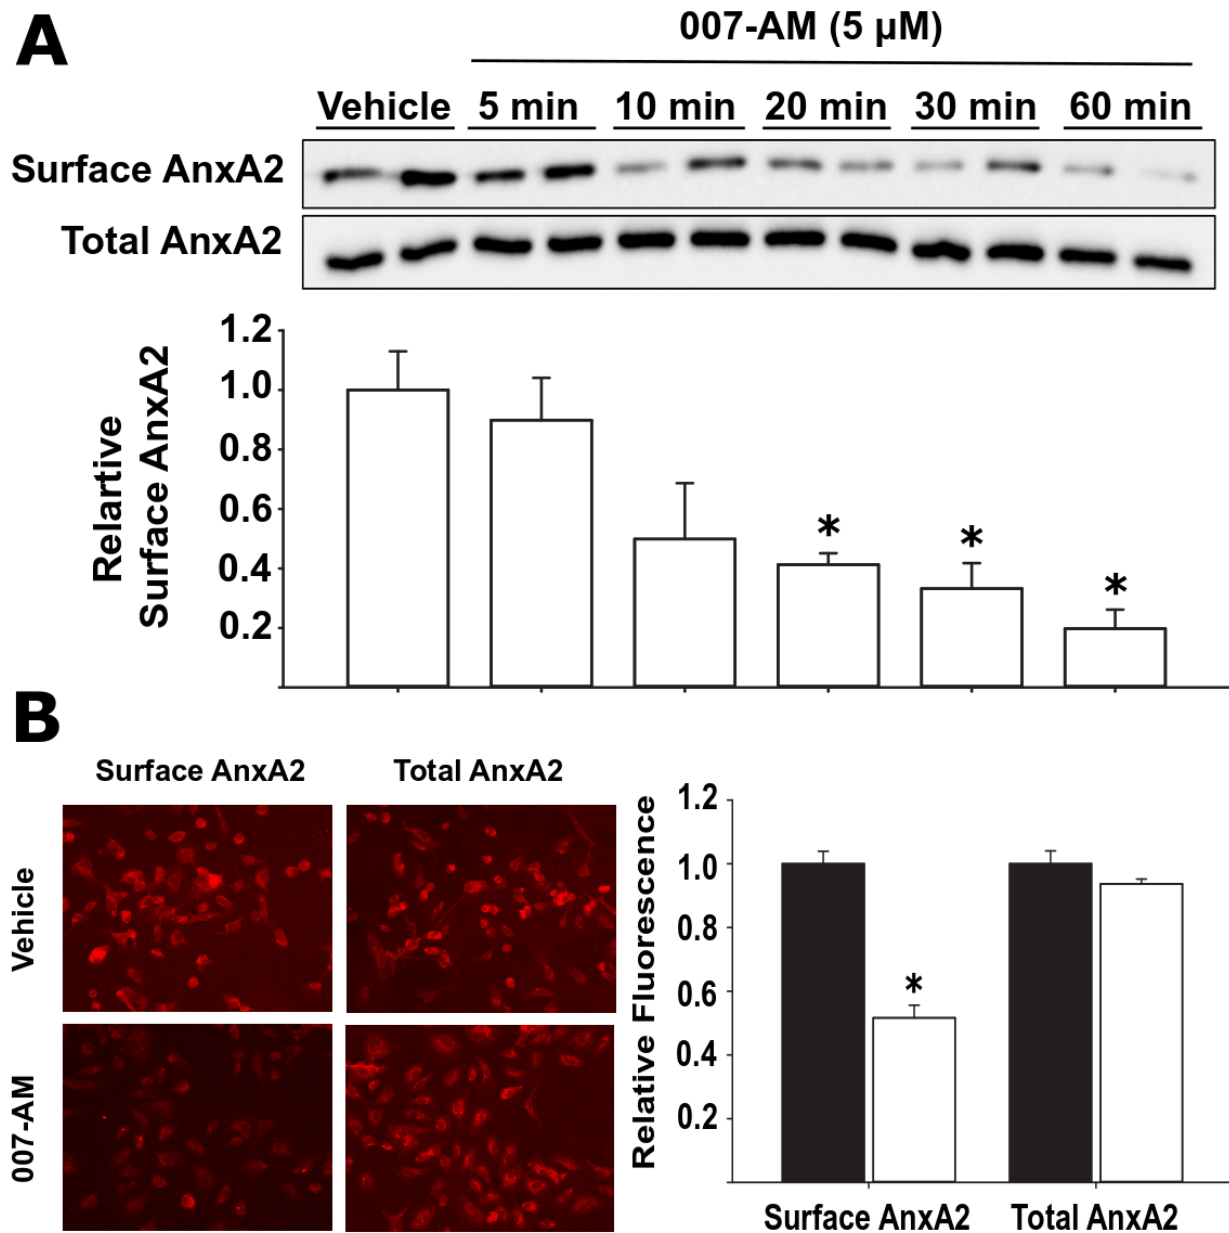 A
007-AM (5 µM)
Vehicle 5 min 10 min 20 min 30 min 60 min
Surface AnxA2
Total AnxA2
Relartive
Surface AnxA2
1.2
1.0
0.8
0.6
0.4
0.2
* * *
B
Surface AnxA2 Total AnxA2
Vehicle
007-AM
Relative Fluorescence
1.2
1.0
0.8
0.6
0.4
0.2
*
Surface AnxA2 Total AnxA2